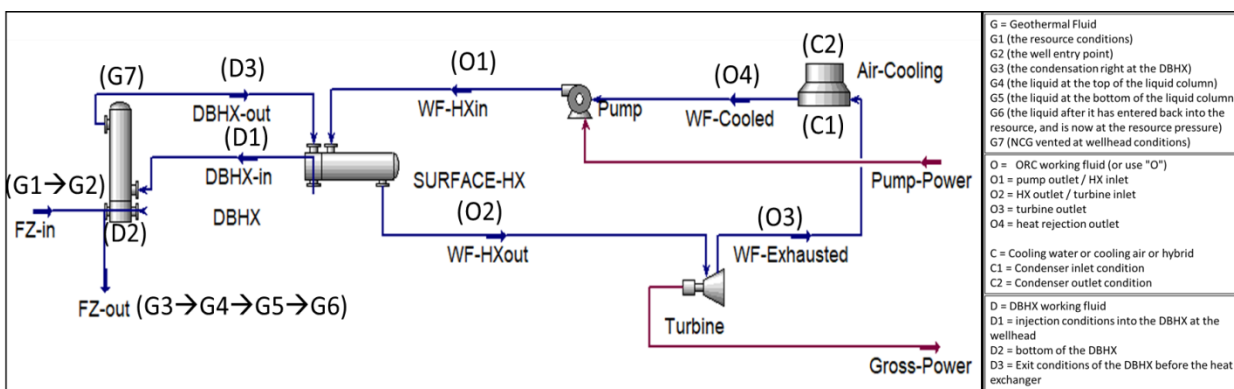 (G7)
(D3)
(O1)
(O4)
(C2)
Air-Cooling
DBHX-out
WF-HXin
Pump
WF-Cooled
(C1)
(D1)
DBHX-in
SURFACE-HX
Pump-Power
(G1→G2)
DBHX
(O2)
(O3)
FZ-in
(D2)
WF-HXout
WF-Exhausted
FZ-out (G3→G4→G5→G6)
Turbine
Gross-Power
G = Geothermal Fluid
G1 (the resource conditions)
G2 (the well entry point)
G3 (the condensation right at the DBHX)
G4 (the liquid at the top of the liquid column)
G5 (the liquid at the bottom of the liquid column
G6 (the liquid after it has entered back into the
resource, and is now at the resource pressure)
G7 (NCG vented at wellhead conditions)
O = ORC working fluid (or use "O")
O1 = pump outlet / HX inlet
O2 = HX outlet / turbine inlet
O3 = turbine outlet
O4 = heat rejection outlet
C = Cooling water or cooling air or hybrid
C1 = Condenser inlet condition
C2 = Condenser outlet condition
D = DBHX working fluid
D1 = injection conditions into the DBHX at the
wellhead
D2 = bottom of the DBHX
D3 = Exit conditions of the DBHX before the heat
exchanger